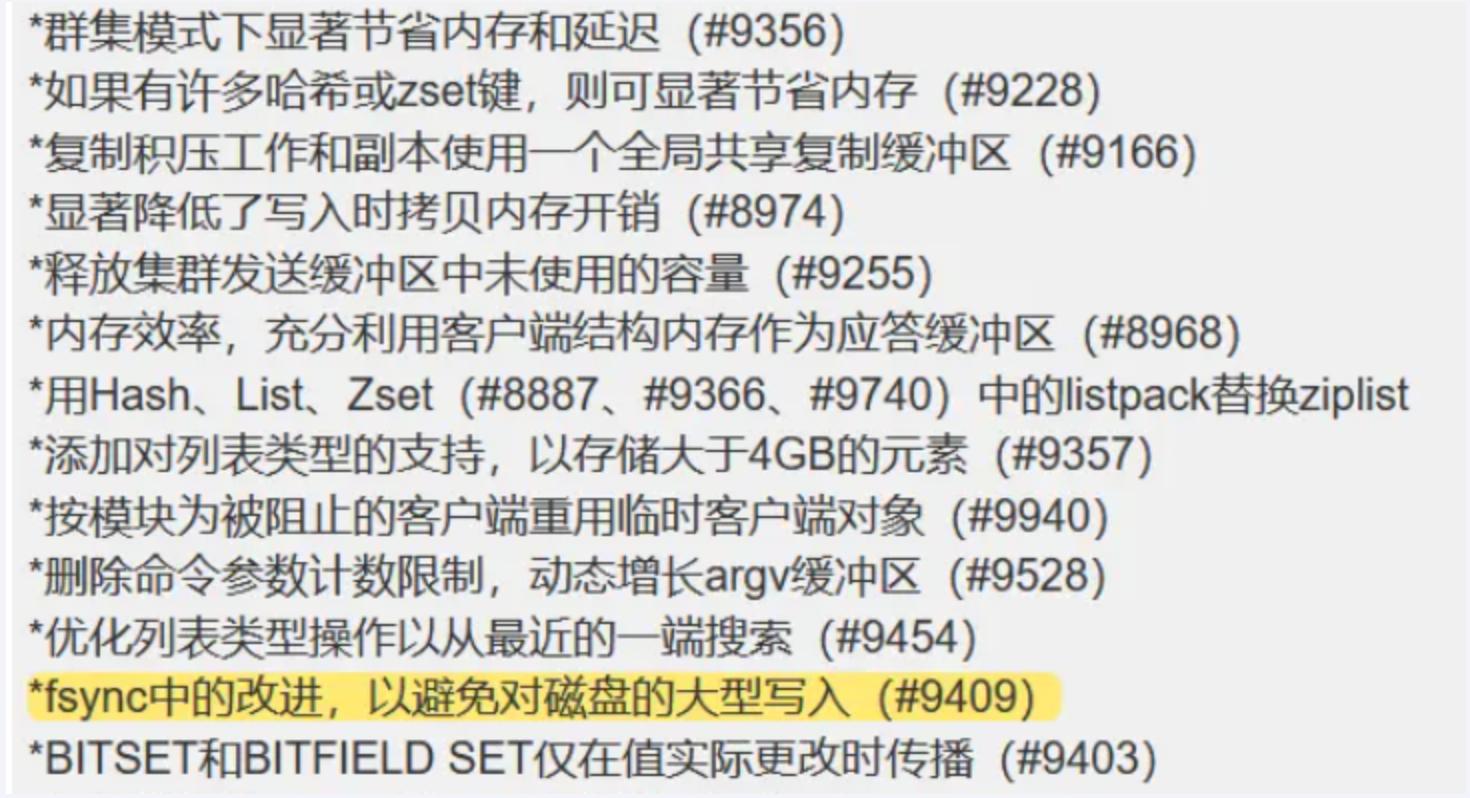 *群集模式下显著节省内存和延迟（#9356）
*如果有许多哈希或zset键，则可显著节省内存（#9228）
*复制积压工作和副本使用一个全局共享复制缓冲区（#9166）
*显著降低了写入时拷贝内存开销（#8974）
*释放集群发送缓冲区中未使用的容量（#9255）
*内存效率，充分利用客户端结构内存作为应答缓冲区（#8968）
*用Hash、List、Zset（#8887、#9366、#9740）中的listpack替换ziplist
*添加对列表类型的支持，以存储大于4GB的元素（#9357）
*按模块为被阻止的客户端重用临时客户端对象（#9940）
*删除命令参数计数限制，动态增长argv缓冲区（#9528）
*优化列表类型操作以从最近的一端搜索（#9454）
*fsync中的改进，以避免对磁盘的大型写入（#9409）
*BITSET和BITFIELD SET仅在值实际更改时传播（#9403）